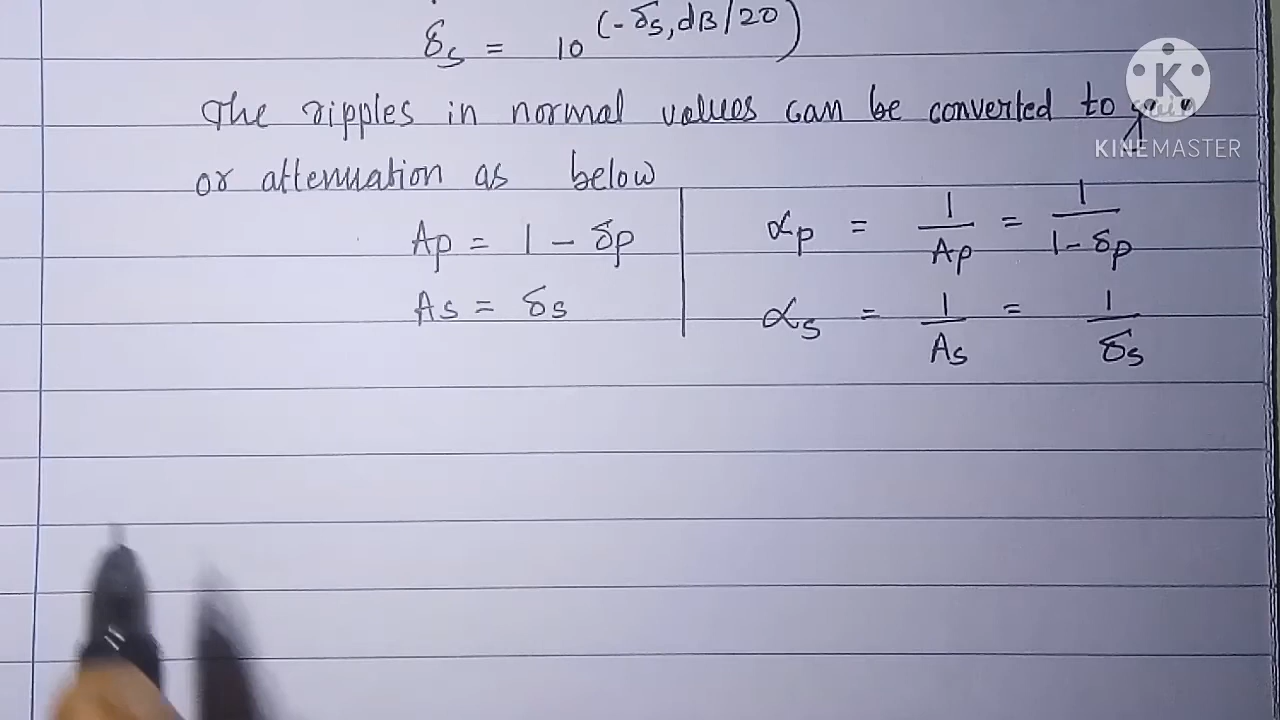 δs = 10^(-δs,dB/20)
The ripples in normal values can be converted to gain
or attenuation as below
Ap = 1 - δp
As = δs
αp = 1/Ap = 1/(1-δp)
αs = 1/As = 1/δs
K
KINEMASTER